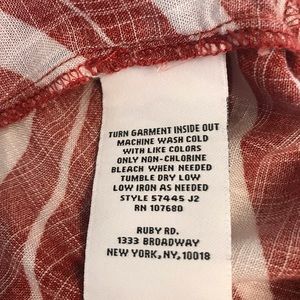 TURN GARMENT INSIDE OUT
MACHINE WASH COLD
WITH LIKE COLORS
ONLY NON-CHLORINE
BLEACH WHEN NEEDED
TUMBLE DRY LOW
LOW IRON AS NEEDED
STYLE 57445 J2
RN 107680
RUBY RD.
1333 BROADWAY
NEW YORK, NY, 10018